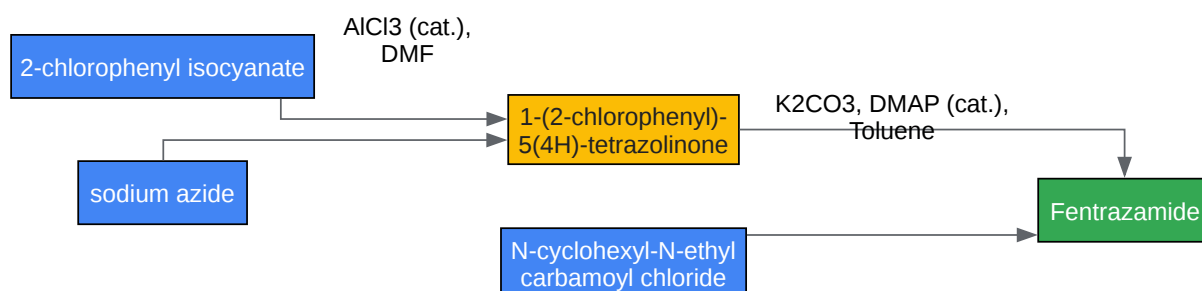 AlCl3 (cat.),
DMF
2-chlorophenyl isocyanate
K2CO3, DMAP (cat.),
Toluene
1-(2-chlorophenyl)-
5(4H)-tetrazolinone
sodium azide
Fentrazamide
N-cyclohexyl-N-ethyl
carbamoyl chloride